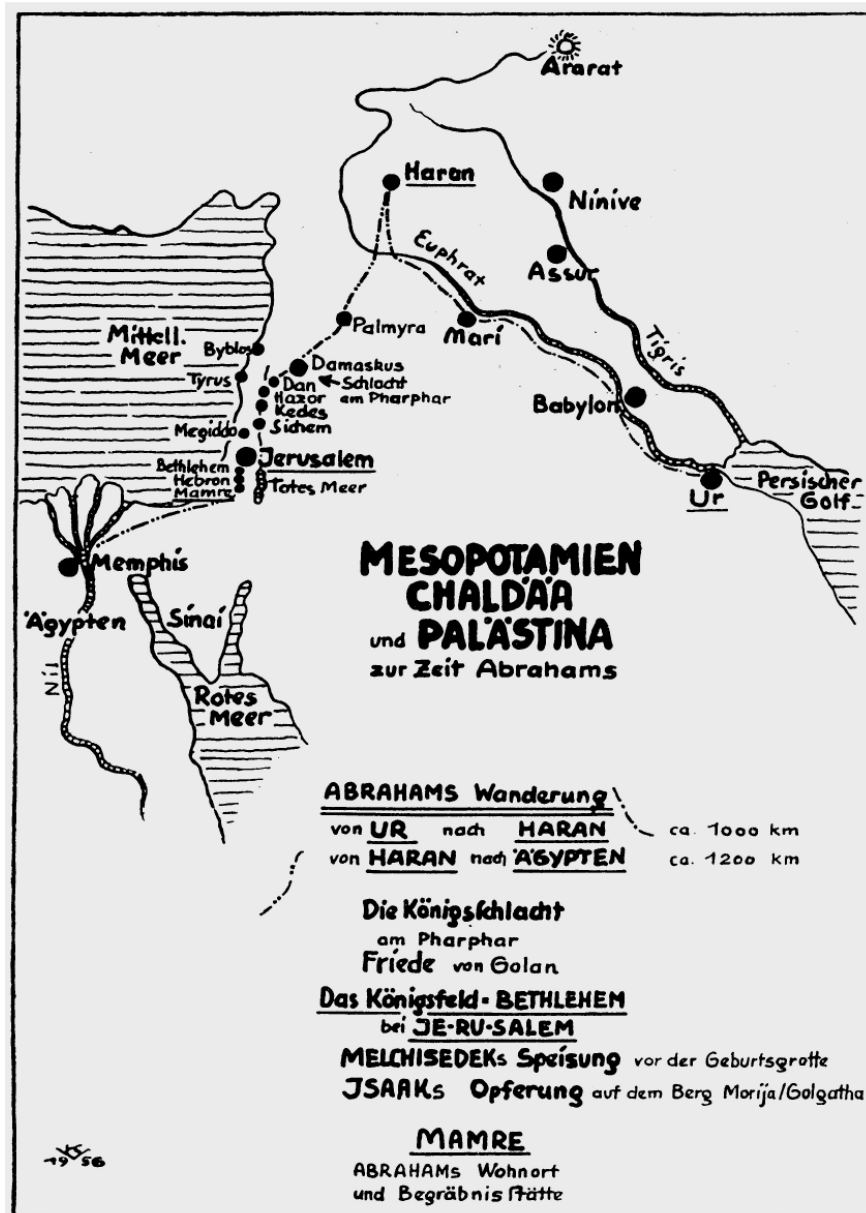 Ararat
Haran
Ninive
Euphrat
Assur
Mittell.
Meer
Byblos
Palmyra
Mari
Tigris
Tyrus
Damaskus
Dan
Schlacht
am Pharphar
Hazor
Kedes
Babylon
Megiddo
Sichem
Jerusalem
Bethlehem
Hebron
Mamre
Totes Meer
Ur
Persischer
Golf
Memphis
Ägypten
Sinai
Nil
Rotes
Meer
MESOPOTAMIEN
CHALDÄA
und PALÄSTINA
zur Zeit Abrahams
ABRAHAMS Wanderung
von UR nach HARAN ca. 1000 km
von HARAN nach ÄGYPTEN ca. 1200 km
Die Königsschlacht
am Pharphar
Friede von Golan
Das Königsfeld = BETHLEHEM
bei JE-RU-SALEM
MELCHISEDEKs Speisung vor der Geburtsgrotte
JSAAKs Opferung auf dem Berg Morija/Golgatha
MAMRE
ABRAHAMs Wohnort
und Begräbnisstätte
1956